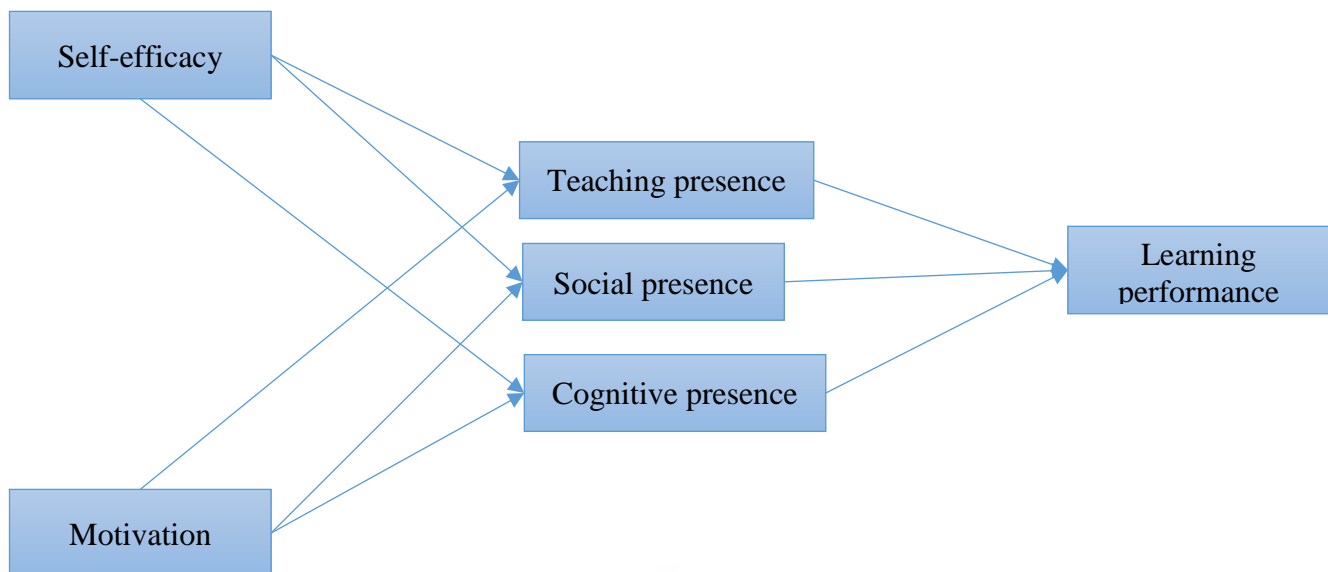 Self-efficacy
Teaching presence
Social presence
Learning
performance
Cognitive presence
Motivation